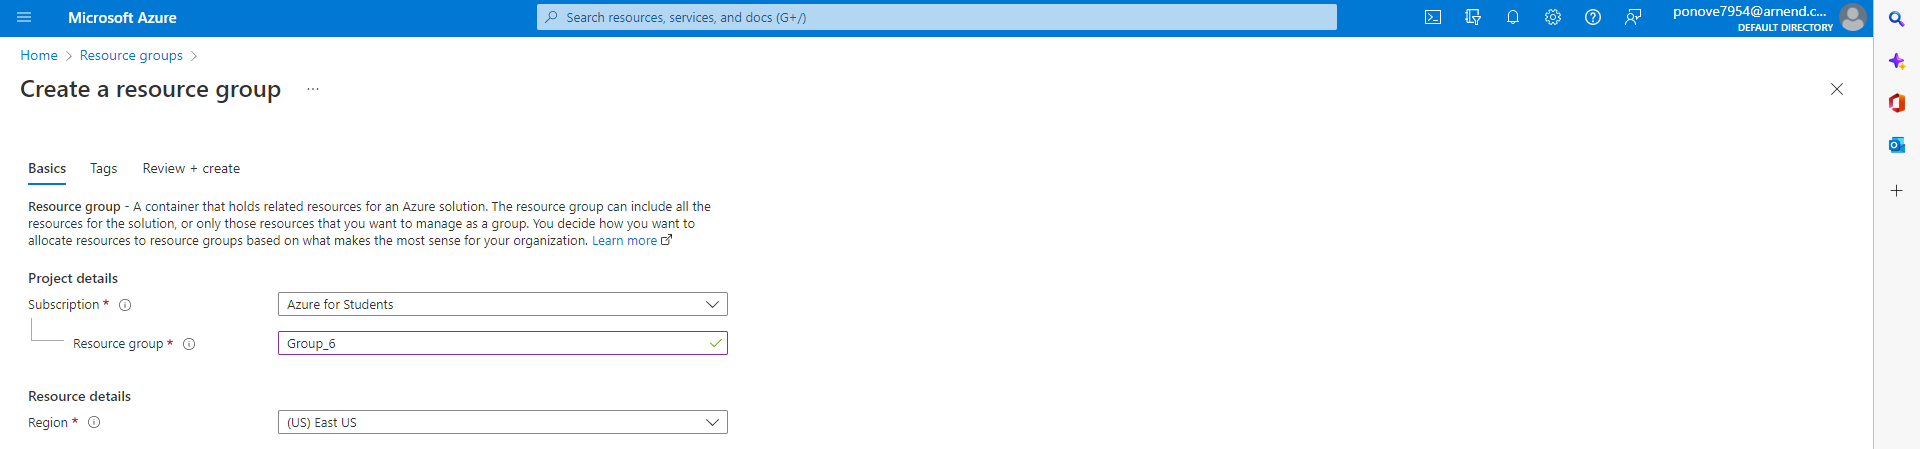 Microsoft Azure
Search resources, services, and docs (G+/)
ponove7954@arnend.c...
DEFAULT DIRECTORY
Home > Resource groups >
Create a resource group ...
Basics Tags Review + create
Resource group - A container that holds related resources for an Azure solution. The resource group can include all the
resources for the solution, or only those resources that you want to manage as a group. You decide how you want to
allocate resources to resource groups based on what makes the most sense for your organization. Learn more
Project details
Subscription * Azure for Students
Resource group * Group_6
Resource details
Region * (US) East US